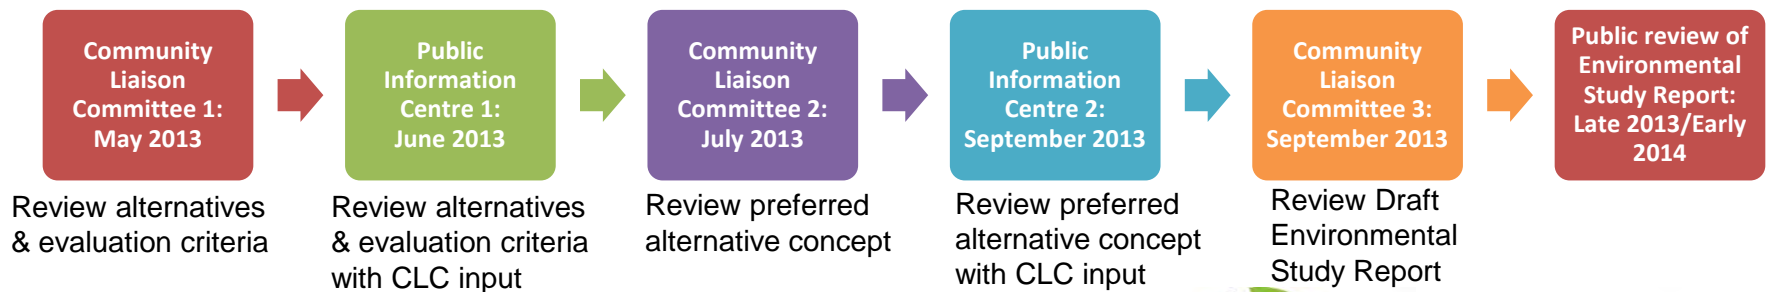 Community
Liaison
Committee 1:
May 2013
Public
Information
Centre 1:
June 2013
Community
Liaison
Committee 2:
July 2013
Public
Information
Centre 2:
September 2013
Community
Liaison
Committee 3:
September 2013
Public review of
Environmental
Study Report:
Late 2013/Early
2014
Review alternatives
& evaluation criteria
Review alternatives
& evaluation criteria
with CLC input
Review preferred
alternative concept
Review preferred
alternative concept
with CLC input
Review Draft
Environmental
Study Report